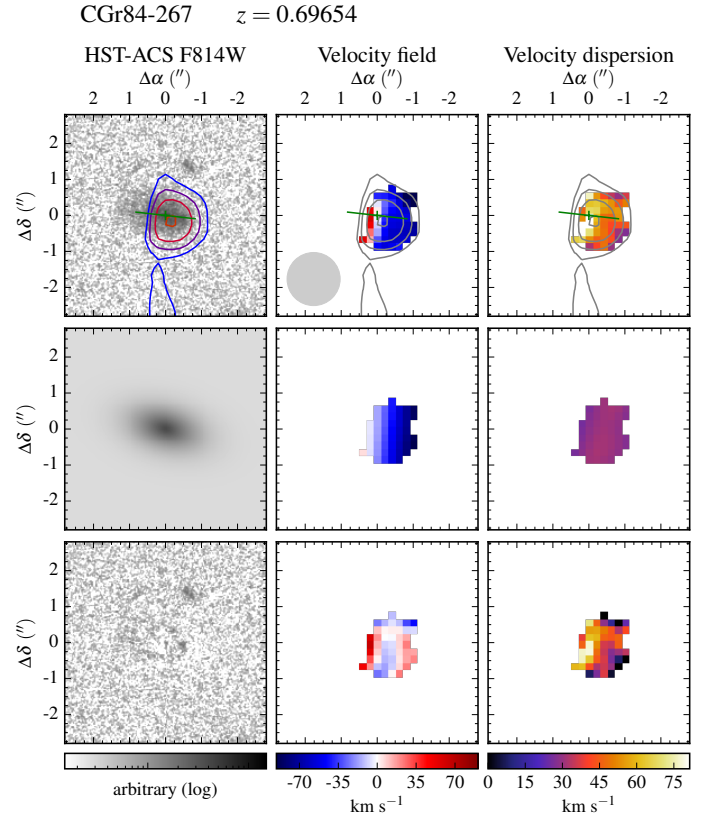 CGr84-267 z = 0.69654
HST-ACS F814W Velocity field Velocity dispersion
Δα (″) Δα (″) Δα (″)
2 1 0 -1 -2 2 1 0 -1 -2 2 1 0 -1 -2
Δδ (″)
2
1
0
-1
-2
Δδ (″)
2
1
0
-1
-2
Δδ (″)
2
1
0
-1
-2
arbitrary (log)
-70 -35 0 35 70
km s⁻¹
0 15 30 45 60 75
km s⁻¹